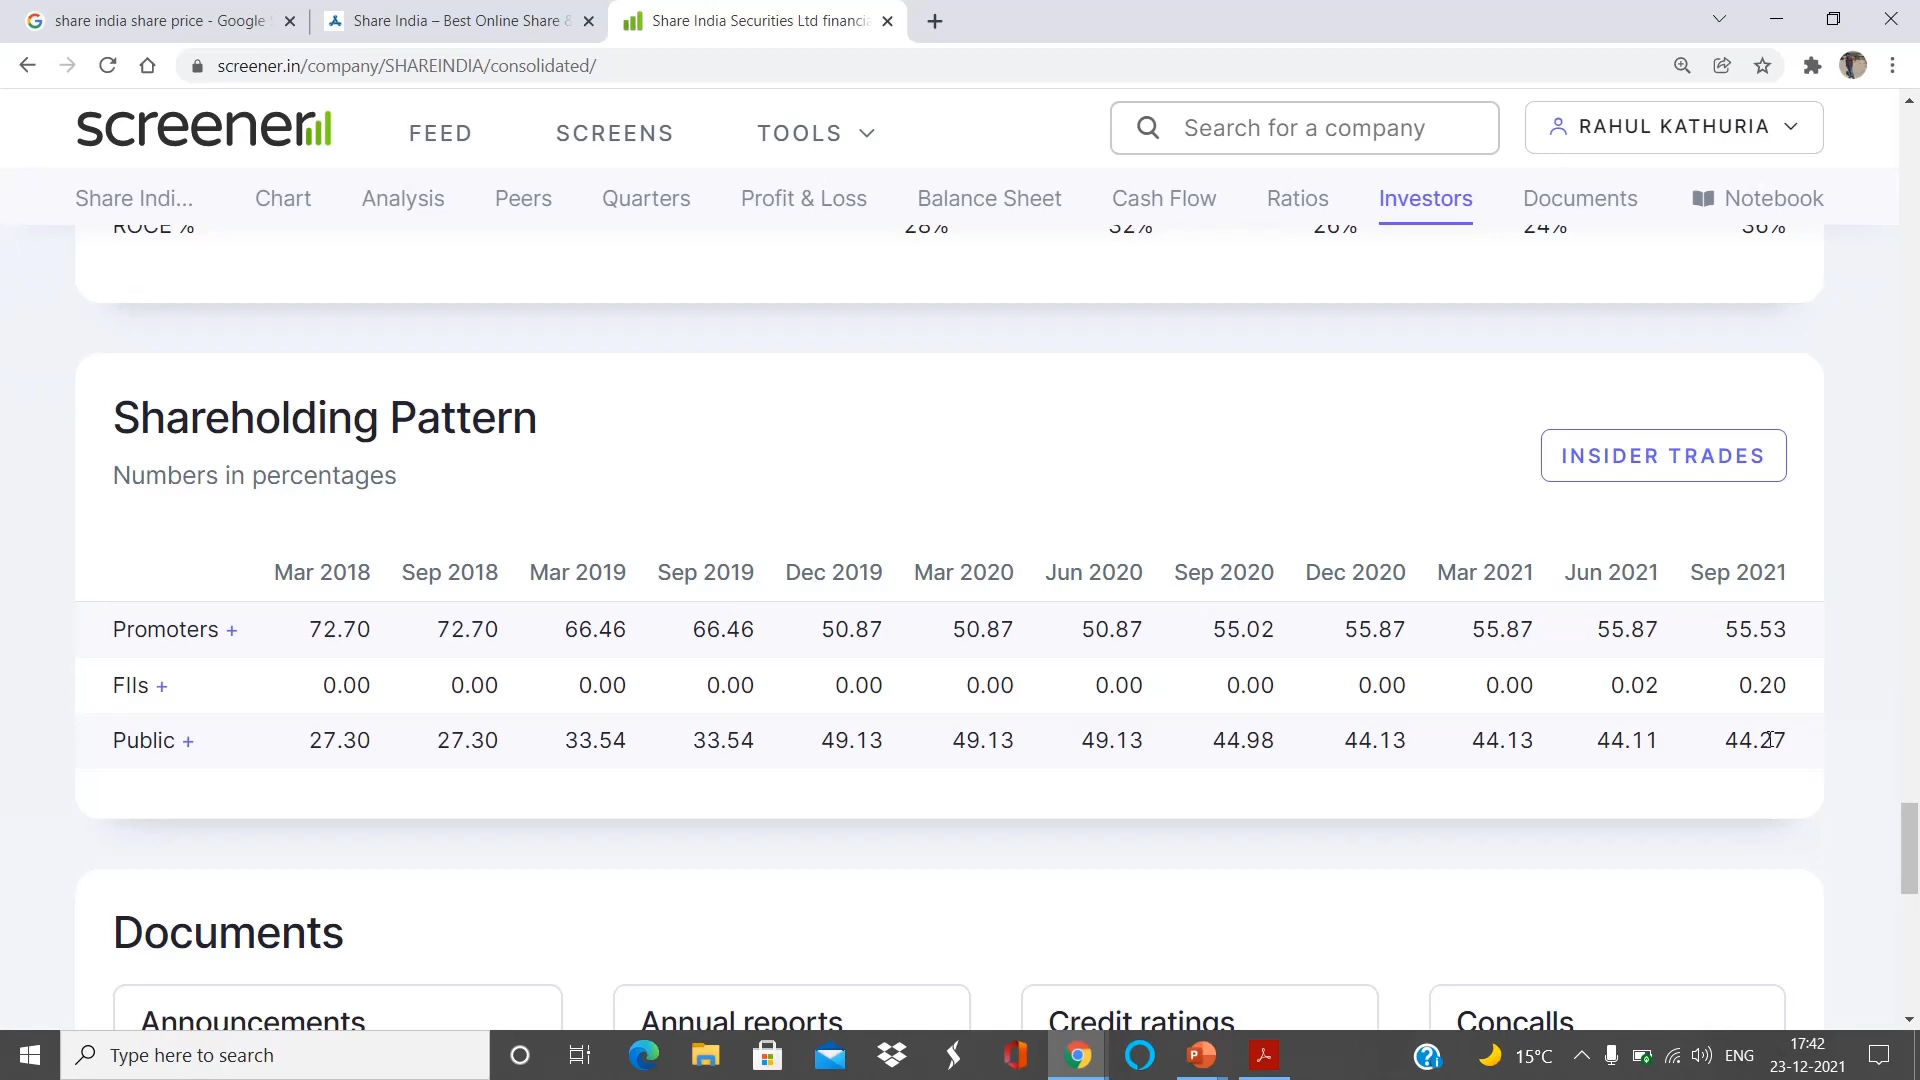 share india share price - Google
Share India – Best Online Share &
Share India Securities Ltd financia
screener.in/company/SHAREINDIA/consolidated/
screener
FEED
SCREENS
TOOLS
Search for a company
RAHUL KATHURIA
Share Indi...
Chart
Analysis
Peers
Quarters
Profit & Loss
Balance Sheet
Cash Flow
Ratios
Investors
Documents
Notebook
ROCE % 28% 32% 26% 24% 36%
Shareholding Pattern
Numbers in percentages
INSIDER TRADES
Mar 2018 Sep 2018 Mar 2019 Sep 2019 Dec 2019 Mar 2020 Jun 2020 Sep 2020 Dec 2020 Mar 2021 Jun 2021 Sep 2021
Promoters + 72.70 72.70 66.46 66.46 50.87 50.87 50.87 55.02 55.87 55.87 55.87 55.53
FIIs + 0.00 0.00 0.00 0.00 0.00 0.00 0.00 0.00 0.00 0.00 0.02 0.20
Public + 27.30 27.30 33.54 33.54 49.13 49.13 49.13 44.98 44.13 44.13 44.11 44.27
Documents
Announcements
Annual reports
Credit ratings
Concalls
Type here to search
15°C
ENG
17:42
23-12-2021